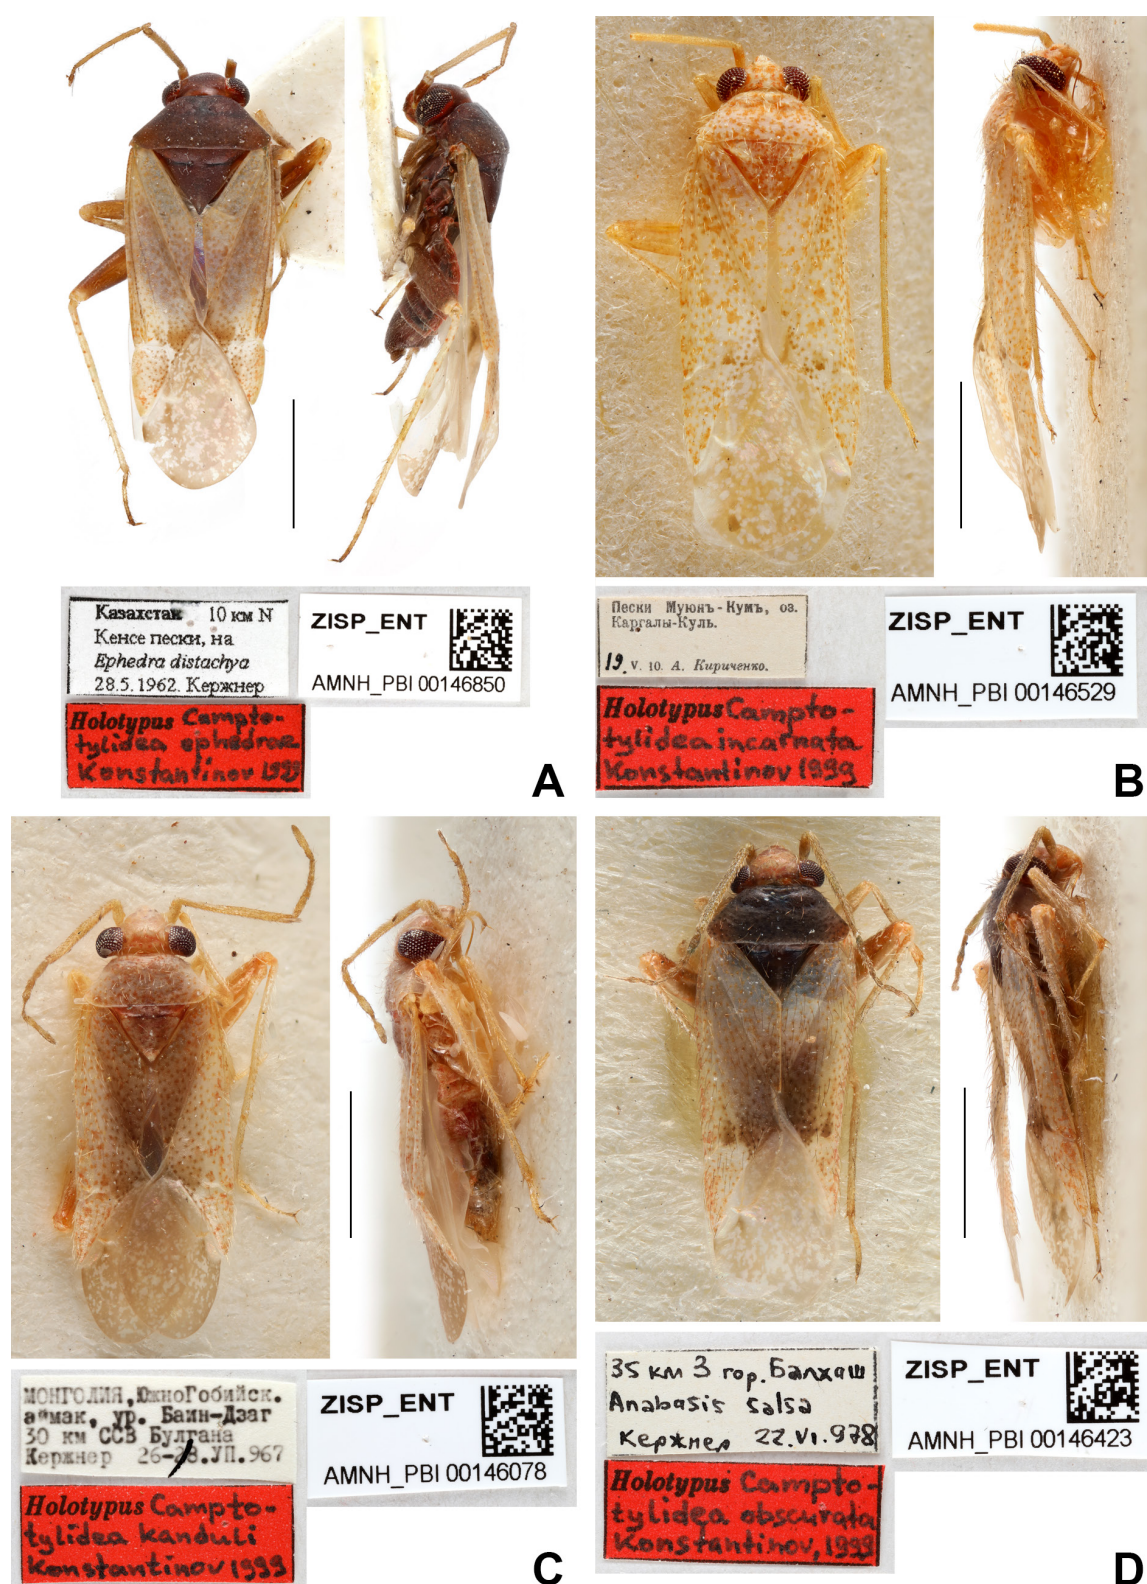 Казахстан 10 км N
Кенсе пески, на
Ephedra distachya
28.5.1962. Кержнер
ZISP_ENT
AMNH_PBI 00146850
Holotypus Campto-
tylidea ephedrae
Konstantinov 1999
A
Пески Муюнъ-Кумъ, оз.
Каргалы-Куль.
19. V. 10. А. Кириченко.
ZISP_ENT
AMNH_PBI 00146529
Holotypus Campto-
tylidea incarnata
Konstantinov 1999
B
МОНГОЛИЯ, ЮжноГобийск.
аймак, ур. Баин-Дзаг
30 км ССВ Булгана
Кержнер 26-28.УП.967
ZISP_ENT
AMNH_PBI 00146078
Holotypus Campto-
tylidea kanduli
Konstantinov 1999
C
35 км З гор. Балхаш
Anabasis salsa
Кержнер 22.VI.978
ZISP_ENT
AMNH_PBI 00146423
Holotypus Campto-
tylidea obscurata
Konstantinov, 1999
D